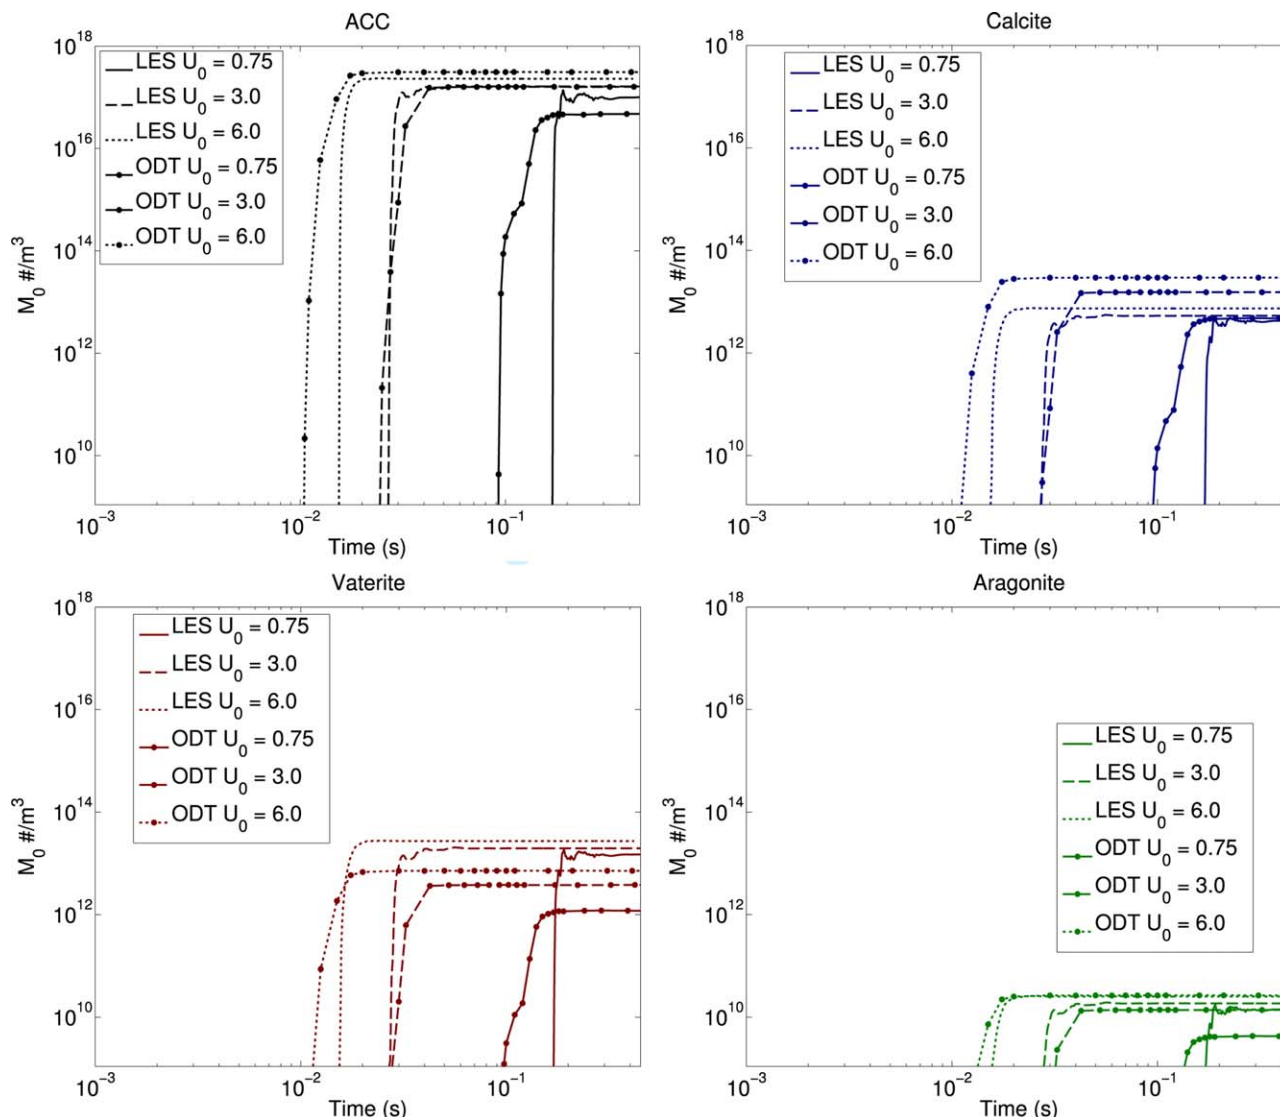 ACC
10^18
10^16
10^14
10^12
10^10
M_0 #/m^3
LES U_0 = 0.75
LES U_0 = 3.0
LES U_0 = 6.0
ODT U_0 = 0.75
ODT U_0 = 3.0
ODT U_0 = 6.0
10^−3
10^−2
10^−1
Time (s)
Calcite
10^18
10^16
10^14
10^12
10^10
M_0 #/m^3
LES U_0 = 0.75
LES U_0 = 3.0
LES U_0 = 6.0
ODT U_0 = 0.75
ODT U_0 = 3.0
ODT U_0 = 6.0
10^−3
10^−2
10^−1
Time (s)
Vaterite
10^18
10^16
10^14
10^12
10^10
M_0 #/m^3
LES U_0 = 0.75
LES U_0 = 3.0
LES U_0 = 6.0
ODT U_0 = 0.75
ODT U_0 = 3.0
ODT U_0 = 6.0
10^−3
10^−2
10^−1
Time (s)
Aragonite
10^18
10^16
10^14
10^12
10^10
M_0 #/m^3
LES U_0 = 0.75
LES U_0 = 3.0
LES U_0 = 6.0
ODT U_0 = 0.75
ODT U_0 = 3.0
ODT U_0 = 6.0
10^−3
10^−2
10^−1
Time (s)